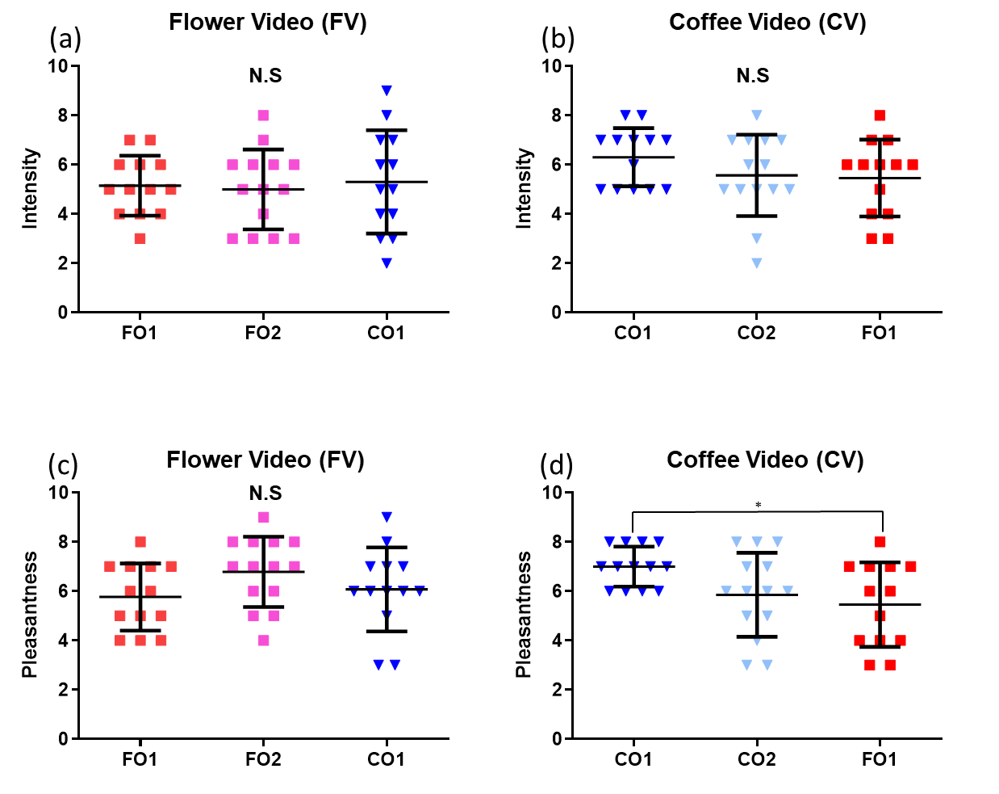 Flower Video (FV)
(a)
N.S
Intensity
10
8
6
4
2
0
FO1 FO2 CO1
Coffee Video (CV)
(b)
N.S
Intensity
10
8
6
4
2
0
CO1 CO2 FO1
Flower Video (FV)
(c)
N.S
Pleasantness
10
8
6
4
2
0
FO1 FO2 CO1
Coffee Video (CV)
(d)
*
Pleasantness
10
8
6
4
2
0
CO1 CO2 FO1